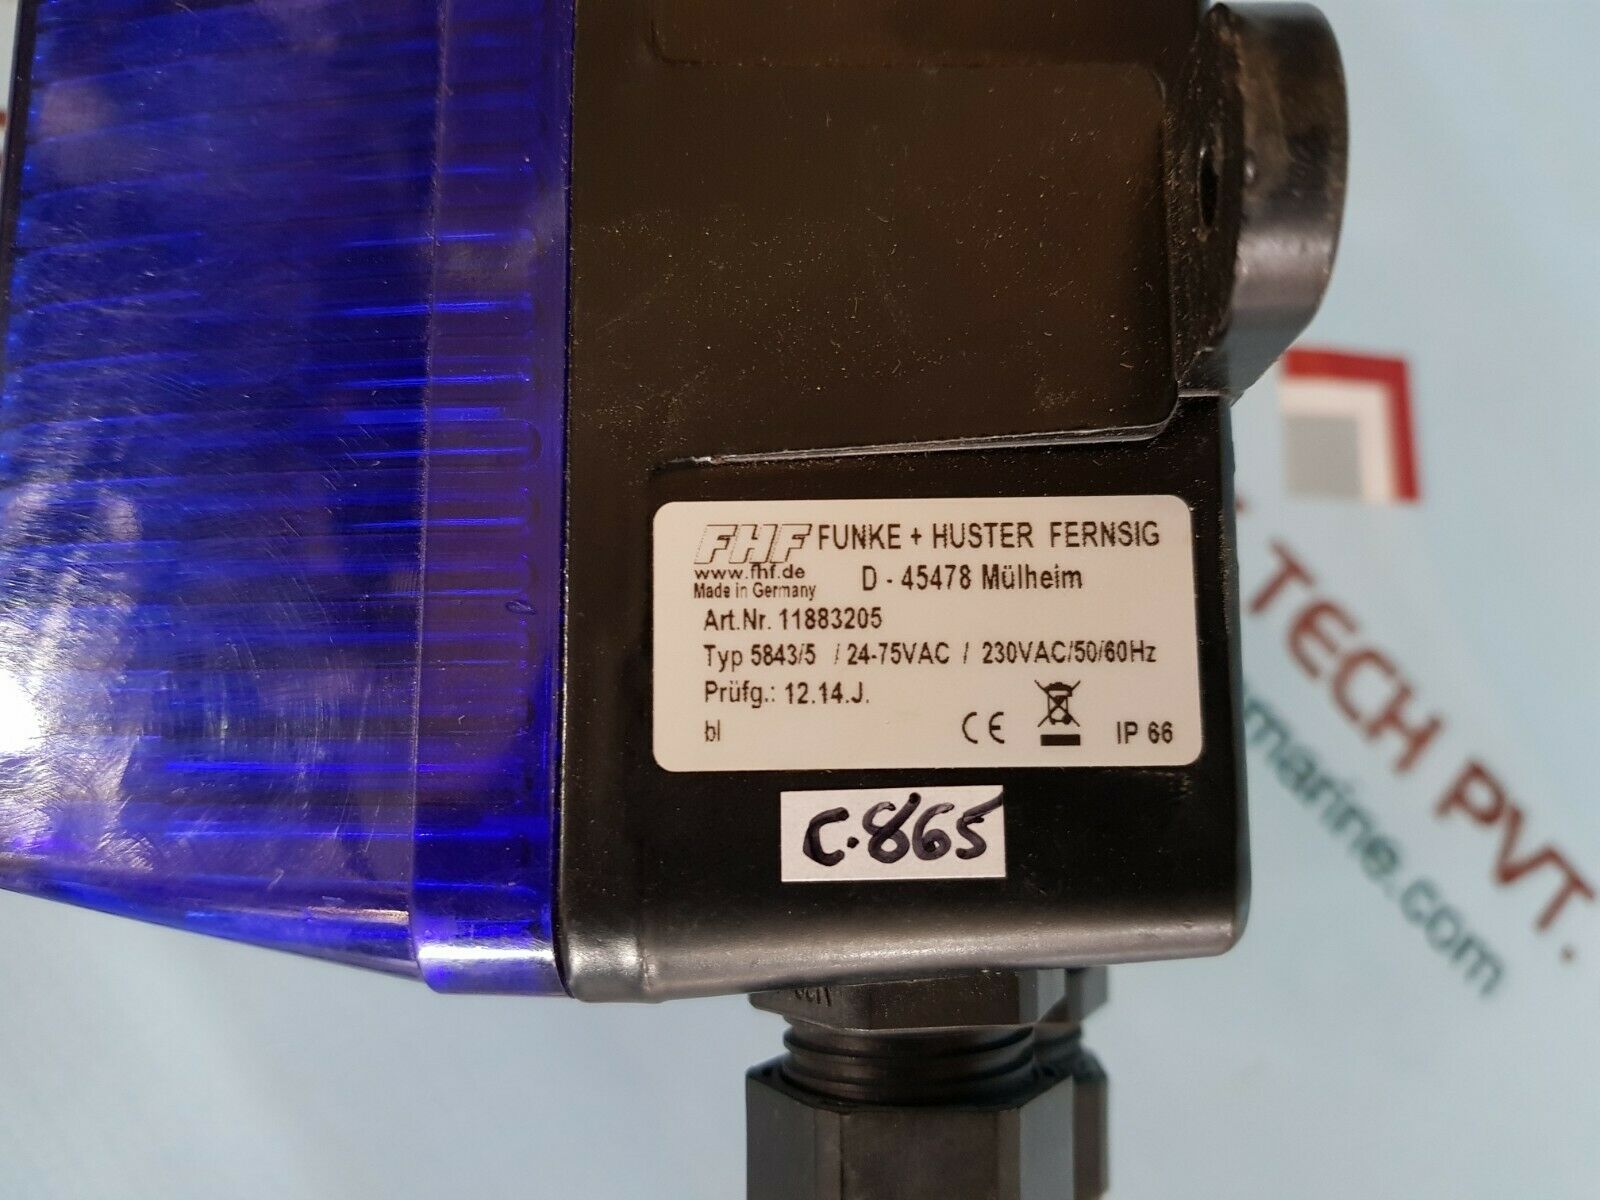 FHF FUNKE + HUSTER FERNSIG
www.fhf.de
Made in Germany
D - 45478 Mülheim
Art.Nr. 11883205
Typ 5843/5 / 24-75VAC / 230VAC/50/60Hz
Prüfg.: 12.14.J.
bl CE IP 66
C.865
TECH PVT.
marine.com